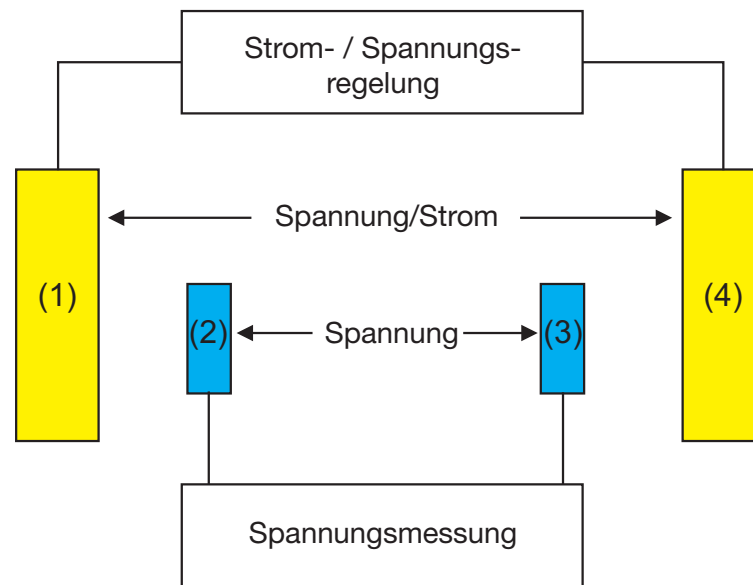 Strom- / Spannungs-
regelung
Spannung/Strom
(1)
(4)
(2)
Spannung
(3)
Spannungsmessung